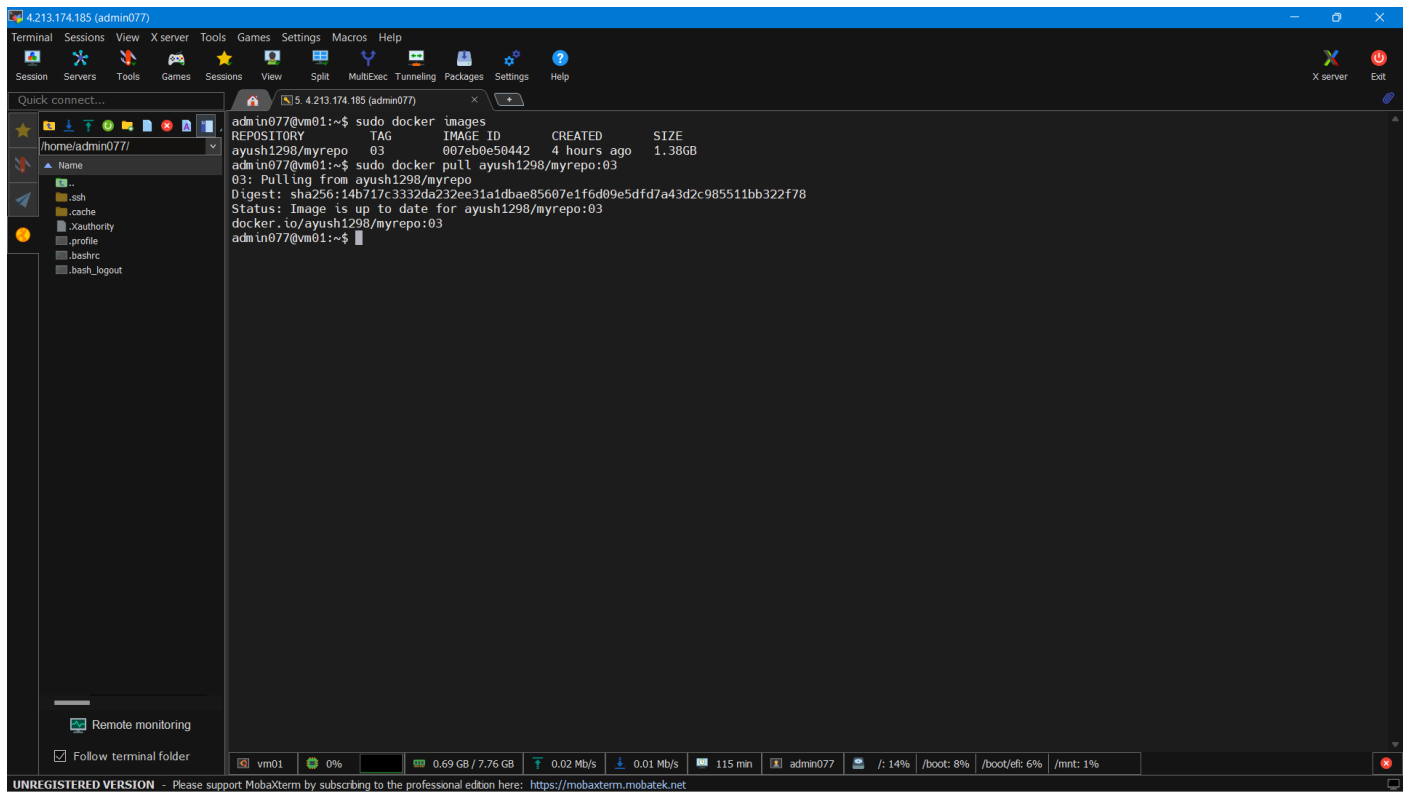 4.213.174.185 (admin077)
Terminal Sessions View X server Tools Games Settings Macros Help
Session Servers Tools Games Sessions View Split MultiExec Tunneling Packages Settings Help X server Exit
Quick connect...
5. 4.213.174.185 (admin077)
/home/admin077/
Name
..
.ssh
.cache
.Xauthority
.profile
.bashrc
.bash_logout
admin077@vm01:~$ sudo docker images
REPOSITORY TAG IMAGE ID CREATED SIZE
ayush1298/myrepo 03 007eb0e50442 4 hours ago 1.38GB
admin077@vm01:~$ sudo docker pull ayush1298/myrepo:03
03: Pulling from ayush1298/myrepo
Digest: sha256:14b717c3332da232ee31a1dbae85607e1f6d09e5dfd7a43d2c985511bb322f78
Status: Image is up to date for ayush1298/myrepo:03
docker.io/ayush1298/myrepo:03
admin077@vm01:~$
Remote monitoring
Follow terminal folder
vm01 0% 0.69 GB / 7.76 GB 0.02 Mb/s 0.01 Mb/s 115 min admin077 /: 14% /boot: 8% /boot/efi: 6% /mnt: 1%
UNREGISTERED VERSION - Please support MobaXterm by subscribing to the professional edition here: https://mobaxterm.mobatek.net